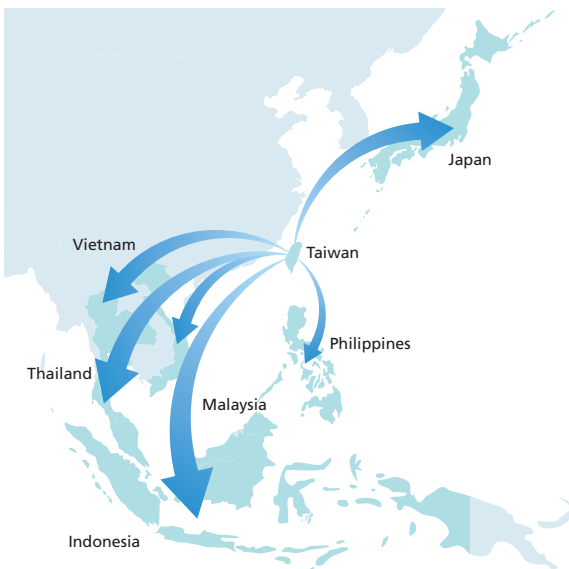 Japan
Vietnam
Taiwan
Philippines
Thailand
Malaysia
Indonesia